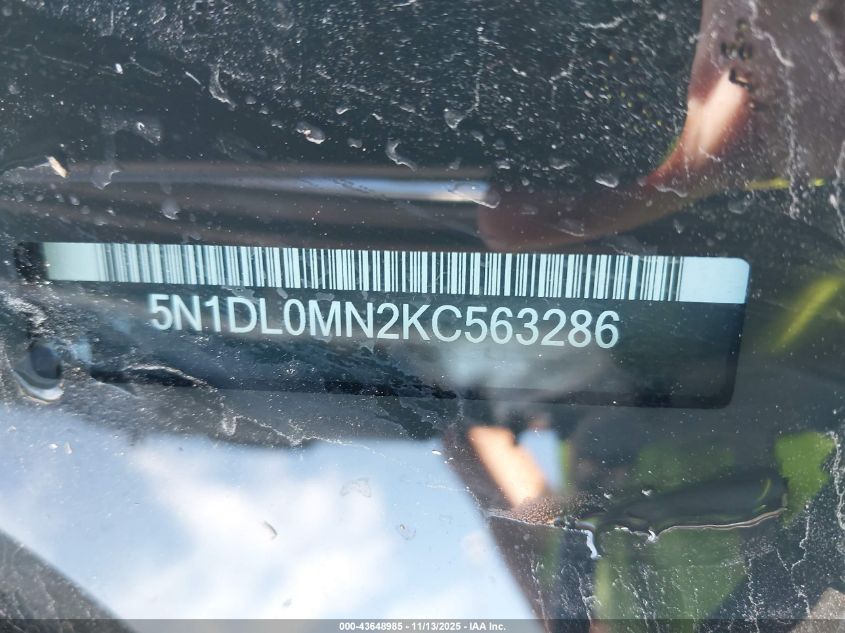 5N1DL0MN2KC563286
000-43648985 - 11/13/2025 - IAA Inc.